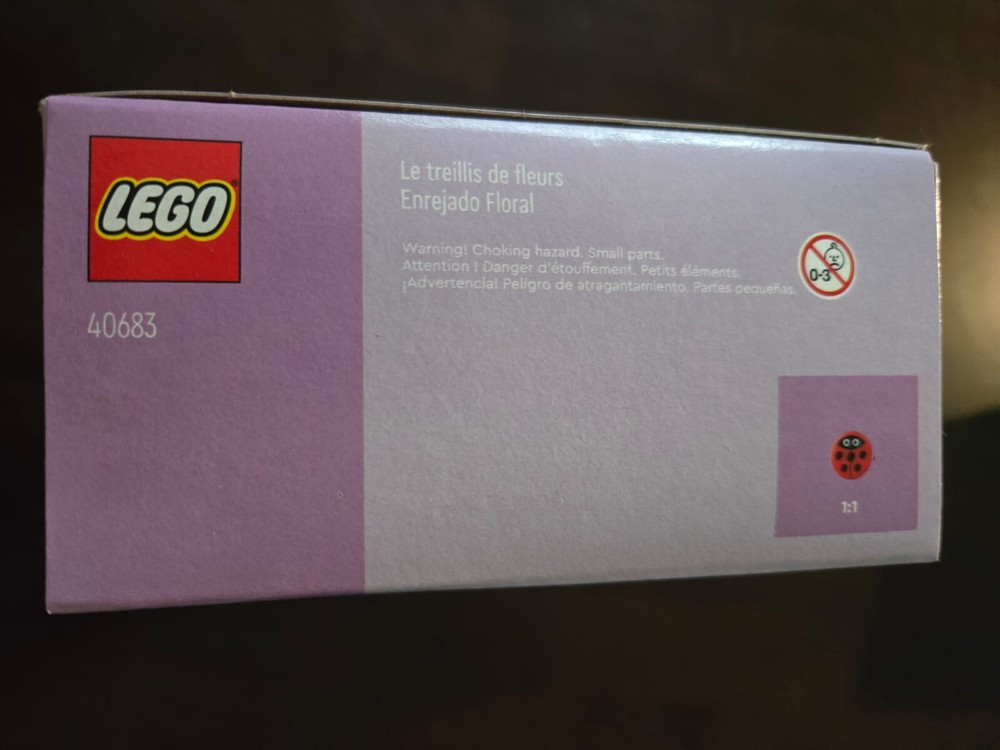 LEGO
40683
Le treillis de fleurs
Enrejado Floral
Warning! Choking hazard. Small parts.
Attention ! Danger d'étouffement. Petits éléments.
¡Advertencia! Peligro de atragantamiento. Partes pequeñas.
0-3
1:1